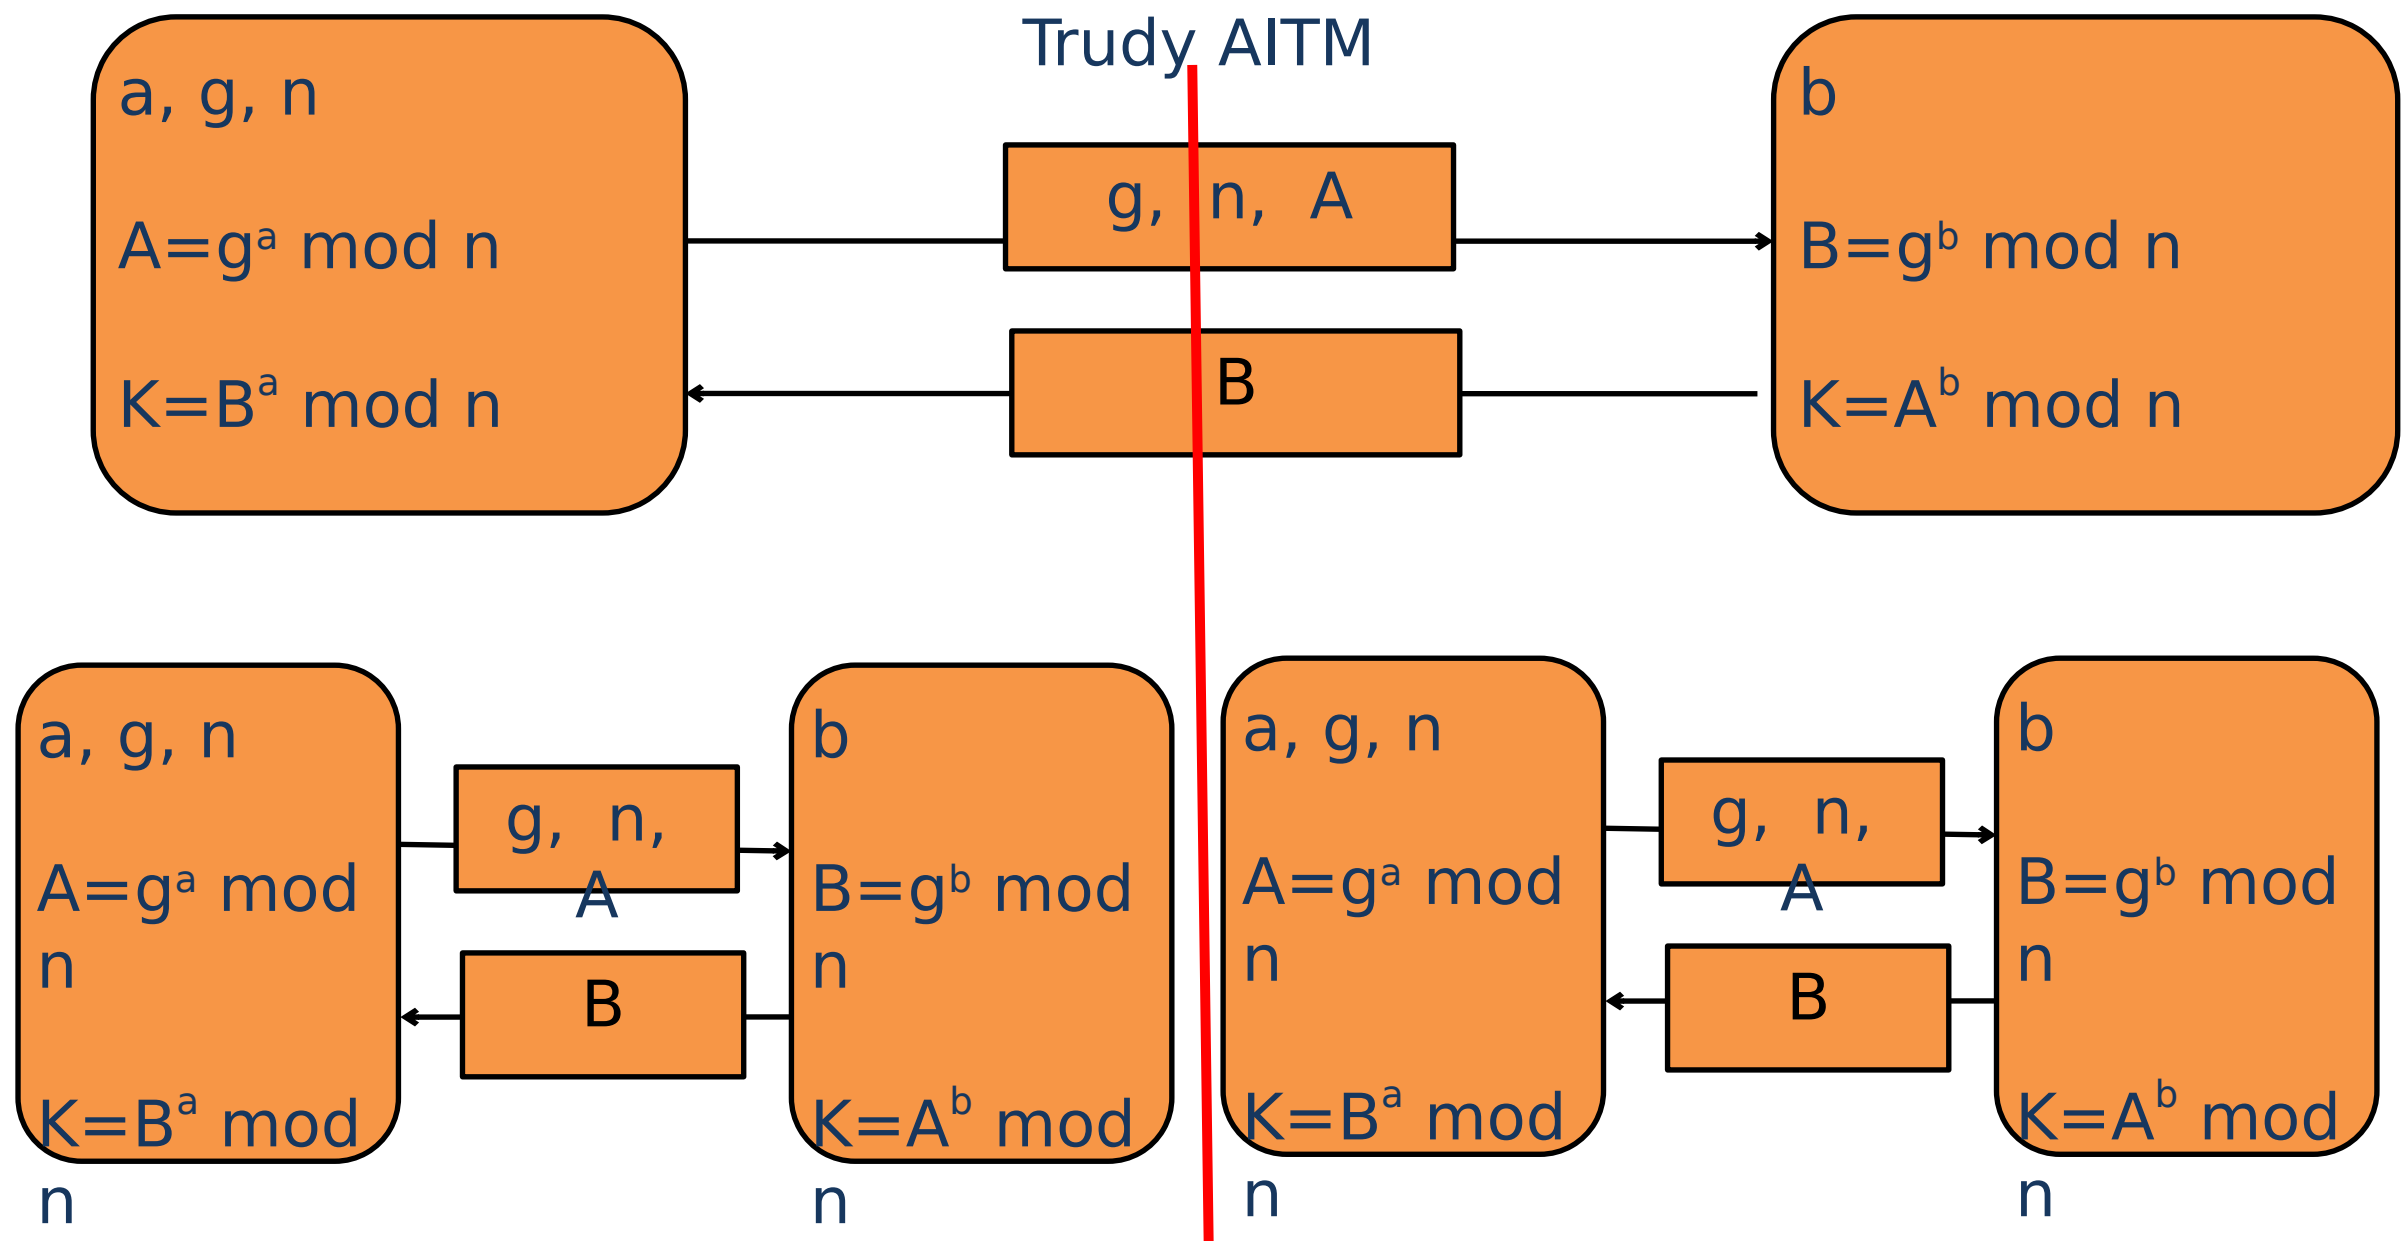 Trudy AITM
a, g, n
A=gᵃ mod n
K=Bᵃ mod n
g, n, A
B
b
B=gᵇ mod n
K=Aᵇ mod n
a, g, n
A=gᵃ mod
n
K=Bᵃ mod
n
g, n,
A
B
b
B=gᵇ mod
n
K=Aᵇ mod
n
a, g, n
A=gᵃ mod
n
K=Bᵃ mod
n
g, n,
A
B
b
B=gᵇ mod
n
K=Aᵇ mod
n